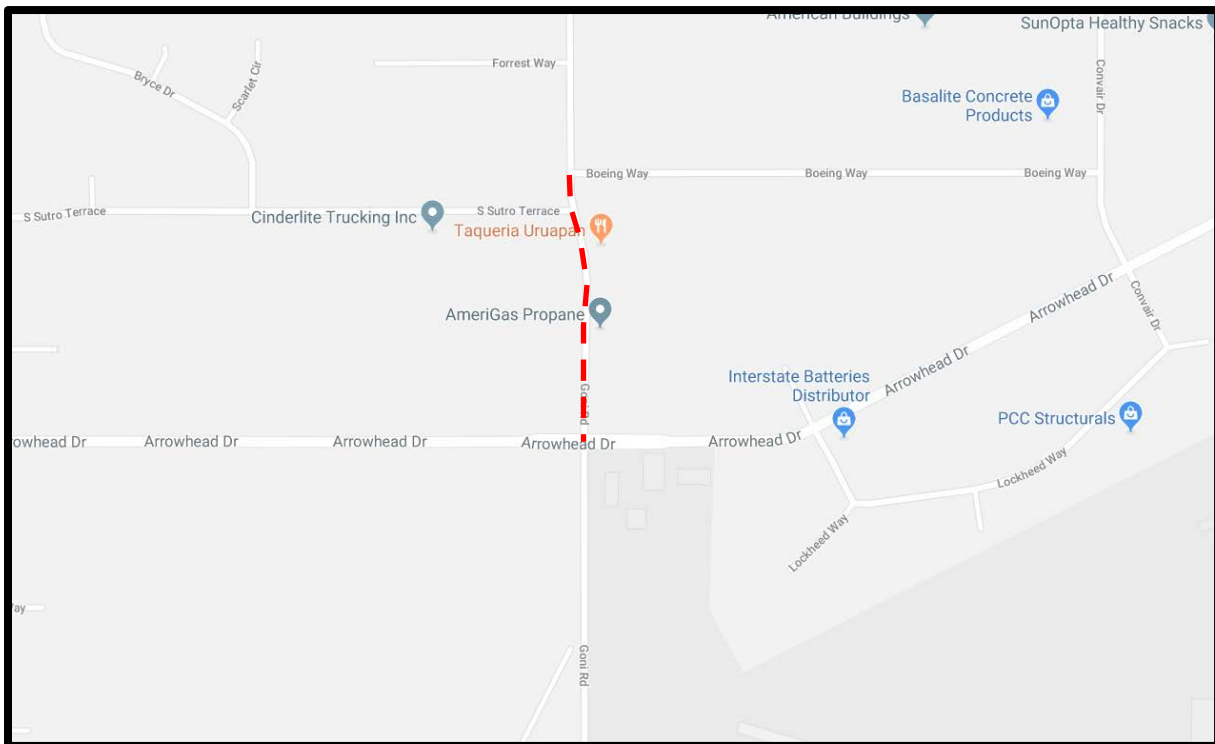 American Buildings
SunOpta Healthy Snacks
Forrest Way
Bryce Dr
Scarlet Cir
Convair Dr
Basalite Concrete
Products
Boeing Way
Boeing Way
Boeing Way
S Sutro Terrace
Cinderlite Trucking Inc
S Sutro Terrace
Taqueria Uruapan
Arrowhead Dr
Convair Dr
AmeriGas Propane
Arrowhead Dr
Interstate Batteries
Distributor
Goni Rd
PCC Structurals
rowhead Dr
Arrowhead Dr
Arrowhead Dr
Arrowhead Dr
Arrowhead Dr
Lockheed Way
Lockheed Way
ay
Goni Rd